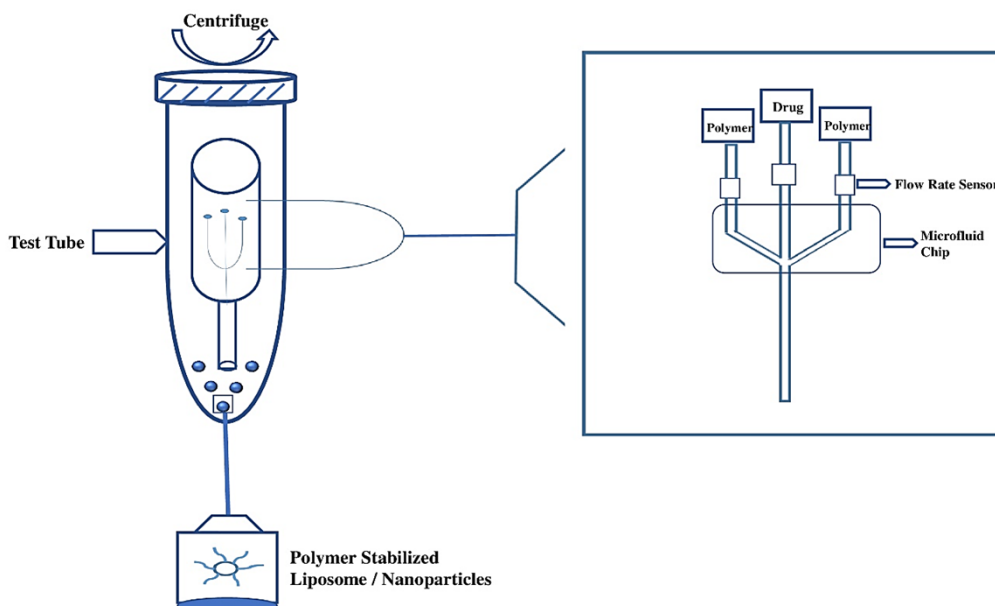 Centrifuge
Drug
Polymer
Polymer
Flow Rate Sensor
Test Tube
Microfluid
Chip
Polymer Stabilized
Liposome / Nanoparticles